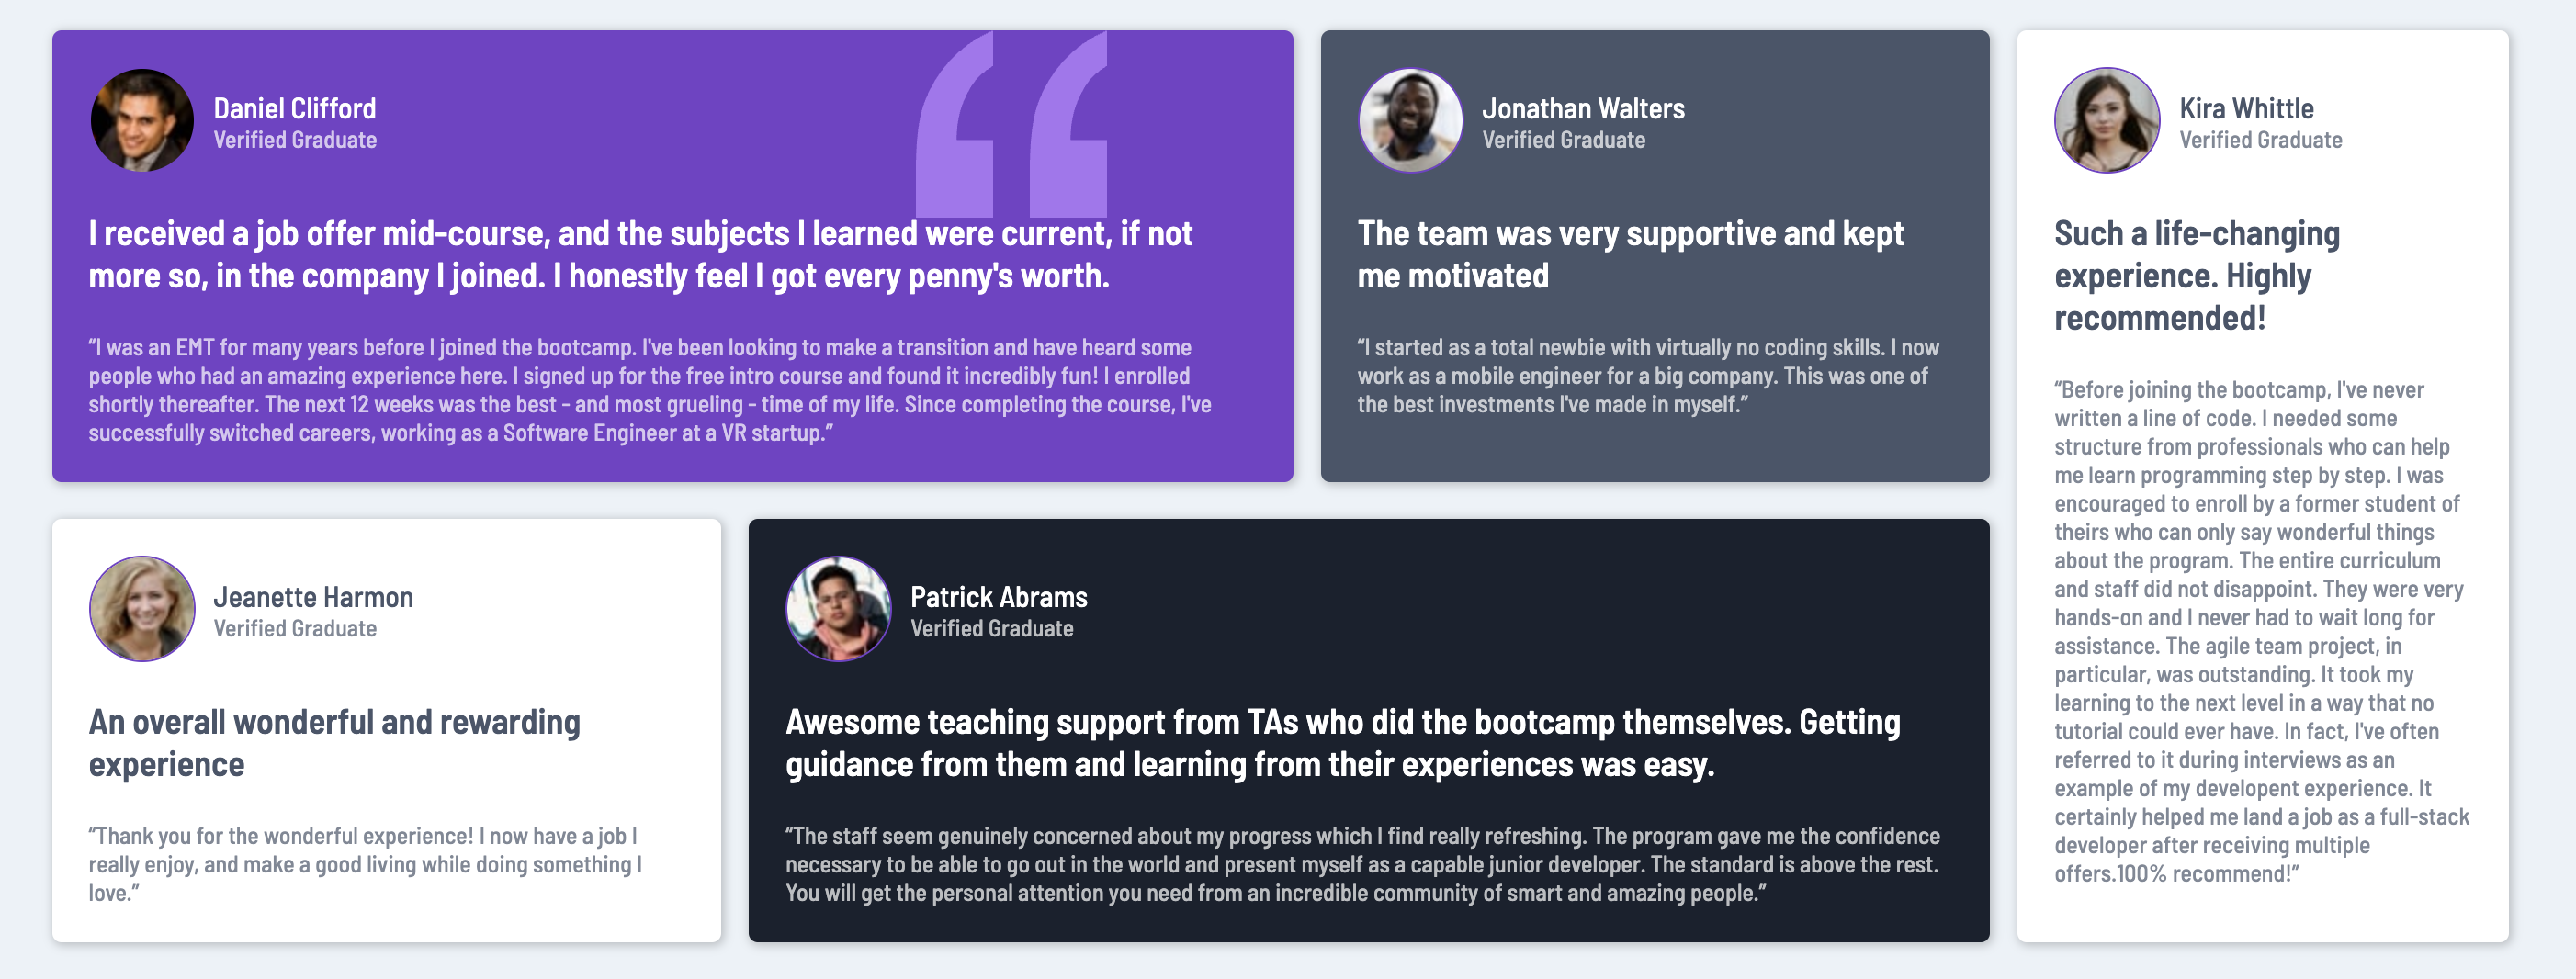 Daniel Clifford
Verified Graduate
I received a job offer mid-course, and the subjects I learned were current, if not
more so, in the company I joined. I honestly feel I got every penny's worth.
“I was an EMT for many years before I joined the bootcamp. I've been looking to make a transition and have heard some
people who had an amazing experience here. I signed up for the free intro course and found it incredibly fun! I enrolled
shortly thereafter. The next 12 weeks was the best - and most grueling - time of my life. Since completing the course, I've
successfully switched careers, working as a Software Engineer at a VR startup.”
Jonathan Walters
Verified Graduate
The team was very supportive and kept
me motivated
“I started as a total newbie with virtually no coding skills. I now
work as a mobile engineer for a big company. This was one of
the best investments I've made in myself.”
Kira Whittle
Verified Graduate
Such a life-changing
experience. Highly
recommended!
“Before joining the bootcamp, I've never
written a line of code. I needed some
structure from professionals who can help
me learn programming step by step. I was
encouraged to enroll by a former student of
theirs who can only say wonderful things
about the program. The entire curriculum
and staff did not disappoint. They were very
hands-on and I never had to wait long for
assistance. The agile team project, in
particular, was outstanding. It took my
learning to the next level in a way that no
tutorial could ever have. In fact, I've often
referred to it during interviews as an
example of my developent experience. It
certainly helped me land a job as a full-stack
developer after receiving multiple
offers.100% recommend!”
Jeanette Harmon
Verified Graduate
An overall wonderful and rewarding
experience
“Thank you for the wonderful experience! I now have a job I
really enjoy, and make a good living while doing something I
love.”
Patrick Abrams
Verified Graduate
Awesome teaching support from TAs who did the bootcamp themselves. Getting
guidance from them and learning from their experiences was easy.
“The staff seem genuinely concerned about my progress which I find really refreshing. The program gave me the confidence
necessary to be able to go out in the world and present myself as a capable junior developer. The standard is above the rest.
You will get the personal attention you need from an incredible community of smart and amazing people.”